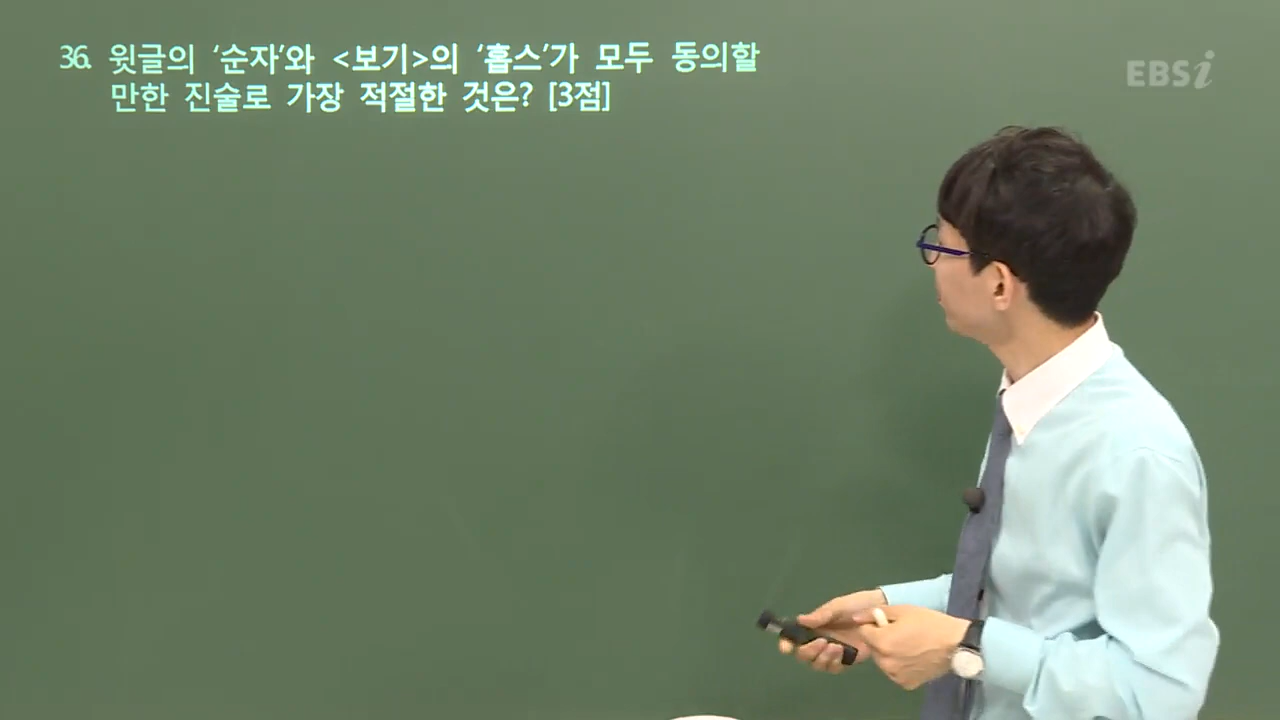 36. 윗글의 ‘순자’와 <보기>의 ‘홉스’가 모두 동의할
만한 진술로 가장 적절한 것은? [3점]
EBSi